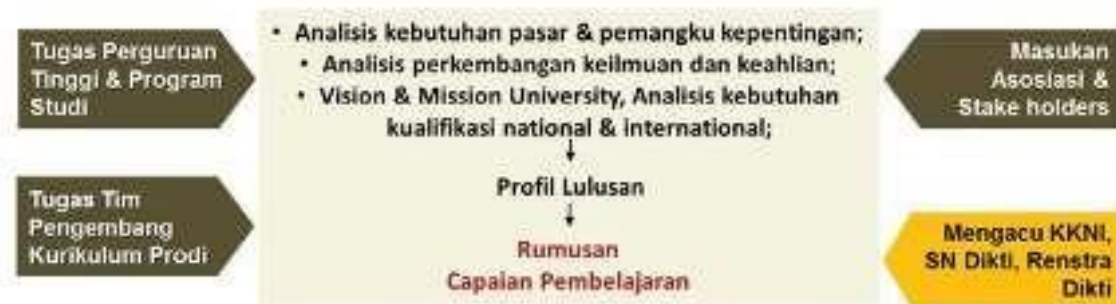 Tugas Perguruan
Tinggi & Program
Studi
• Analisis kebutuhan pasar & pemangku kepentingan;
• Analisis perkembangan keilmuan dan keahlian;
• Vision & Mission University, Analisis kebutuhan
kualifikasi national & international;
Masukan
Asosiasi &
Stake holders
↓
Profil Lulusan
↓
Rumusan
Capaian Pembelajaran
Tugas Tim
Pengembang
Kurikulum Prodi
Mengacu KKNI,
SN Dikti, Renstra
Dikti